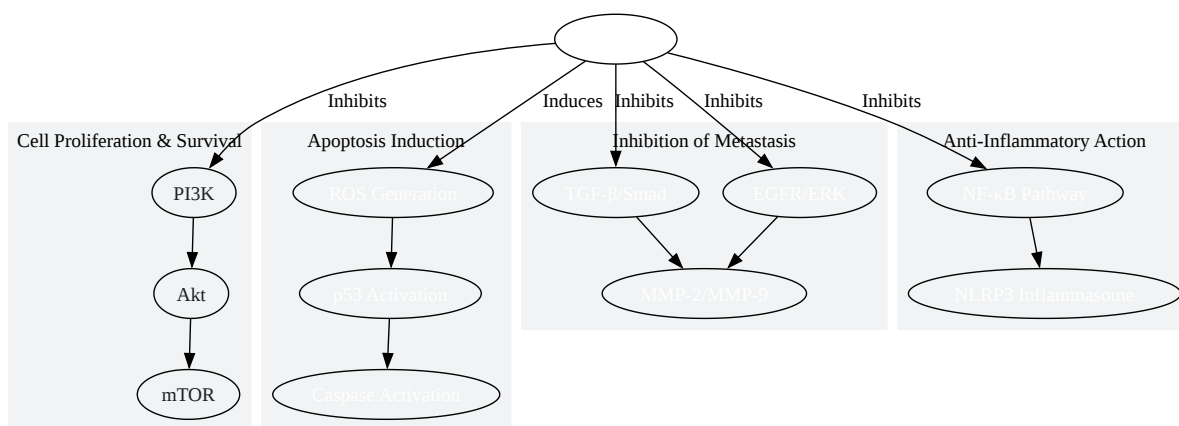 Inhibits
Induces
Inhibits
Inhibits
Inhibits
Cell Proliferation & Survival
Apoptosis Induction
Inhibition of Metastasis
Anti-Inflammatory Action
PI3K
ROS Generation
TGF-β/Smad
EGFR/ERK
NF-κB Pathway
Akt
p53 Activation
MMP-2/MMP-9
NLRP3 Inflammasome
mTOR
Caspase Activation